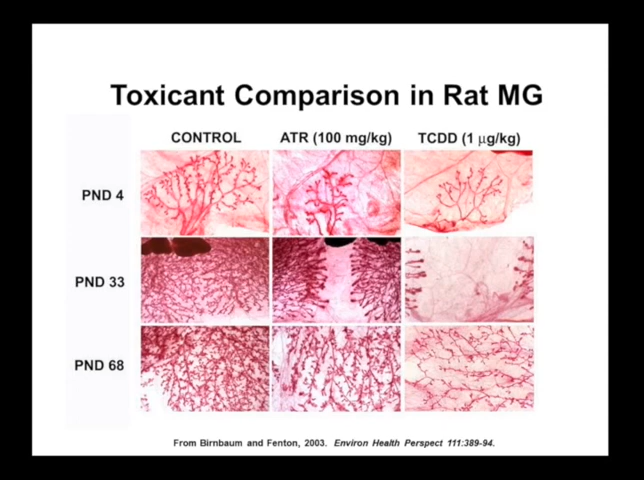 Toxicant Comparison in Rat MG
CONTROL ATR (100 mg/kg) TCDD (1 µg/kg)
PND 4
PND 33
PND 68
From Birnbaum and Fenton, 2003. Environ Health Perspect 111:389-94.